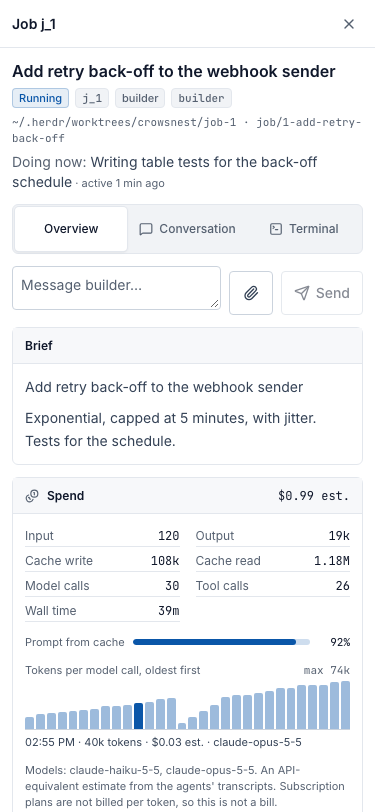 Job j_1
Add retry back-off to the webhook sender
Running j_1 builder builder
~/.herdr/worktrees/crowsnest/job-1 · job/1-add-retry-
back-off
Doing now: Writing table tests for the back-off
schedule · active 1 min ago
Overview Conversation Terminal
Message builder... Send
Brief
Add retry back-off to the webhook sender
Exponential, capped at 5 minutes, with jitter.
Tests for the schedule.
Spend $0.99 est.
Input 120 Output 19k
Cache write 108k Cache read 1.18M
Model calls 30 Tool calls 26
Wall time 39m
Prompt from cache 92%
Tokens per model call, oldest first max 74k
02:55 PM · 40k tokens · $0.03 est. · claude-opus-5-5
Models: claude-haiku-5-5, claude-opus-5-5. An API-
equivalent estimate from the agents' transcripts. Subscription
plans are not billed per token, so this is not a bill.